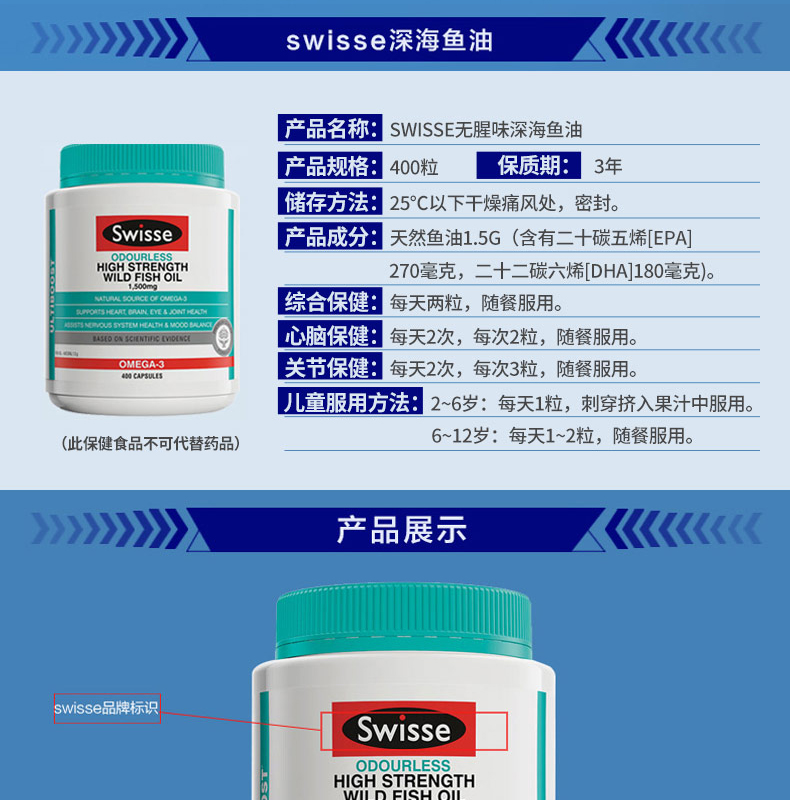 swisse深海鱼油
产品名称：SWISSE无腥味深海鱼油
产品规格：400粒 保质期：3年
储存方法：25℃以下干燥痛风处，密封。
产品成分：天然鱼油1.5G（含有二十碳五烯[EPA]
270毫克，二十二碳六烯[DHA]180毫克)。
综合保健：每天两粒，随餐服用。
心脑保健：每天2次，每次2粒，随餐服用。
关节保健：每天2次，每次3粒，随餐服用。
儿童服用方法：2~6岁：每天1粒，刺穿挤入果汁中服用。
6~12岁：每天1~2粒，随餐服用。
Swisse
ODOURLESS
HIGH STRENGTH
WILD FISH OIL
1,500mg
ULTIBOOST
NATURAL SOURCE OF OMEGA-3
SUPPORTS HEART, BRAIN, EYE & JOINT HEALTH
ASSISTS NERVOUS SYSTEM HEALTH & MOOD BALANCE
BASED ON SCIENTIFIC EVIDENCE
OMEGA-3
400 CAPSULES
（此保健食品不可代替药品）
产品展示
swisse品牌标识
Swisse
ODOURLESS
HIGH STRENGTH
WILD FISH OIL